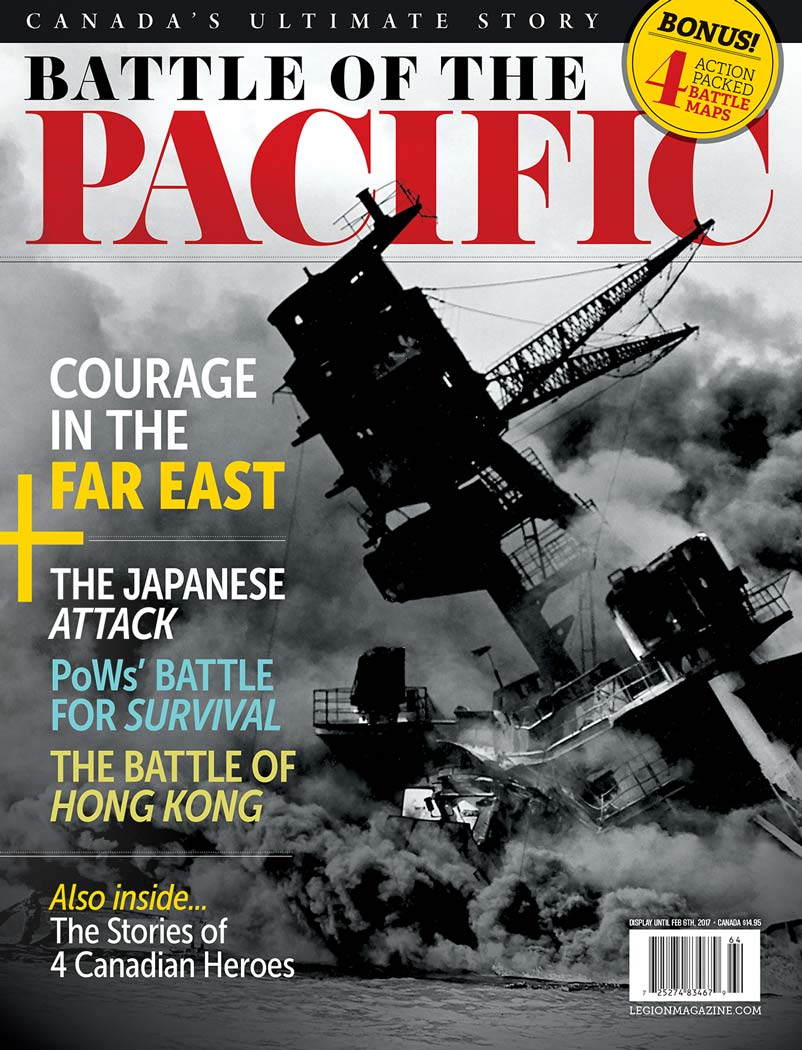 CANADA'S ULTIMATE STORY
BATTLE OF THE
PACIFIC
BONUS!
4 ACTION
PACKED
BATTLE
MAPS
COURAGE
IN THE
FAR EAST
THE JAPANESE
ATTACK
PoWs' BATTLE
FOR SURVIVAL
THE BATTLE OF
HONG KONG
Also inside...
The Stories of
4 Canadian Heroes
DISPLAY UNTIL FEB 6TH, 2017 • CANADA $14.95
64
7 25274 83467 9
LEGIONMAGAZINE.COM